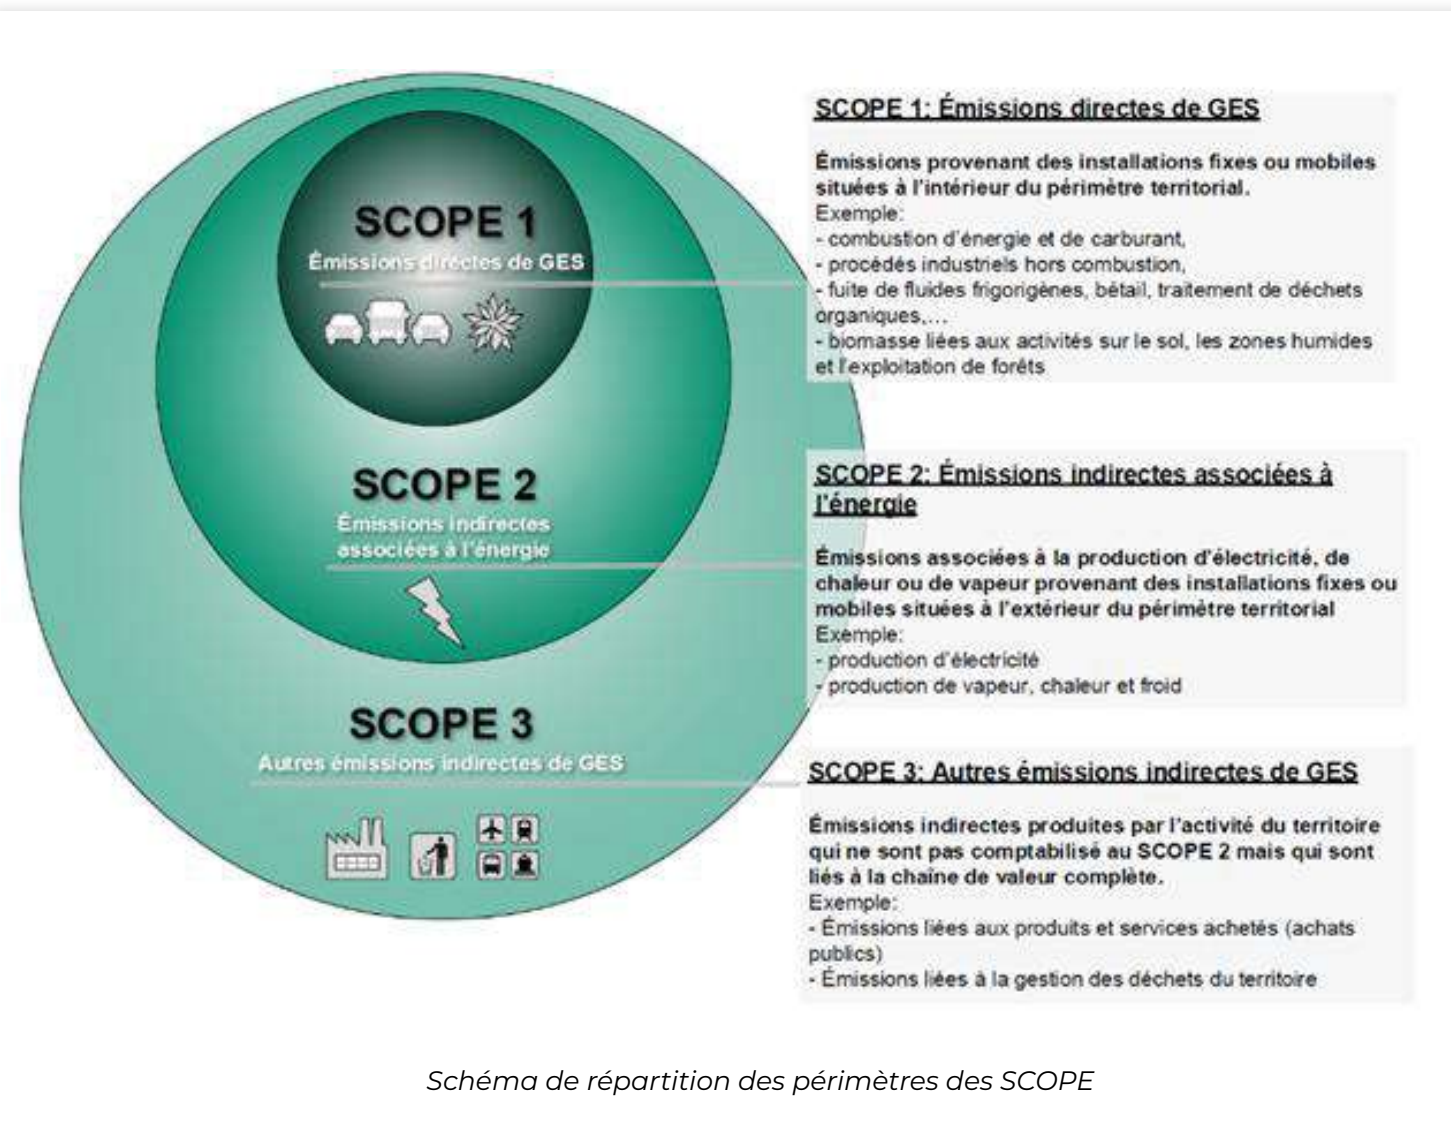 SCOPE 1
Émissions directes de GES
SCOPE 2
Émissions indirectes
associées à l'énergie
SCOPE 3
Autres émissions indirectes de GES
SCOPE 1: Émissions directes de GES
Émissions provenant des installations fixes ou mobiles
situées à l'intérieur du périmètre territorial.
Exemple:
- combustion d'énergie et de carburant,
- procédés industriels hors combustion,
- fuite de fluides frigorigènes, bétail, traitement de déchets
organiques,...
- biomasse liées aux activités sur le sol, les zones humides
et l'exploitation de forêts
SCOPE 2: Émissions indirectes associées à
l'énergie
Émissions associées à la production d'électricité, de
chaleur ou de vapeur provenant des installations fixes ou
mobiles situées à l'extérieur du périmètre territorial
Exemple:
- production d'électricité
- production de vapeur, chaleur et froid
SCOPE 3: Autres émissions indirectes de GES
Émissions indirectes produites par l'activité du territoire
qui ne sont pas comptabilisé au SCOPE 2 mais qui sont
liés à la chaîne de valeur complète.
Exemple:
- Émissions liées aux produits et services achetés (achats
publics)
- Émissions liées à la gestion des déchets du territoire
Schéma de répartition des périmètres des SCOPE